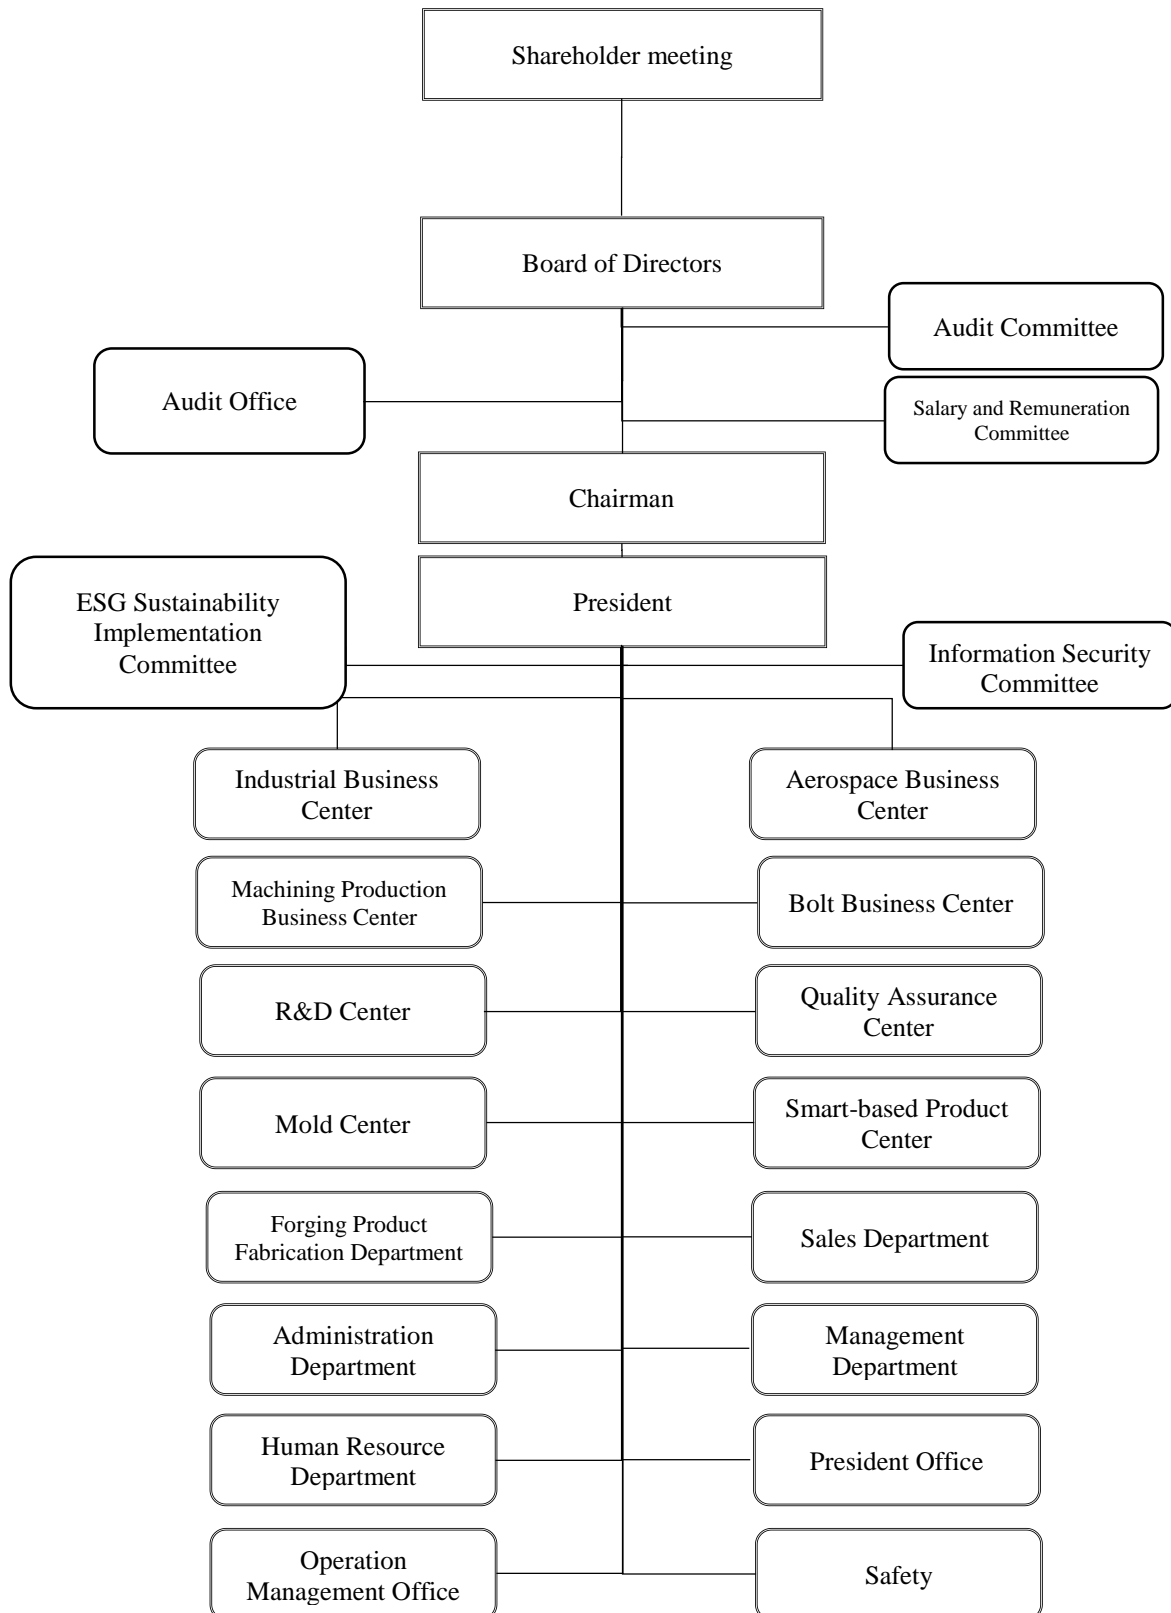 Shareholder meeting
Board of Directors
Audit Committee
Audit Office
Salary and Remuneration
Committee
Chairman
President
ESG Sustainability
Implementation
Committee
Information Security
Committee
Industrial Business
Center
Aerospace Business
Center
Machining Production
Business Center
Bolt Business Center
R&D Center
Quality Assurance
Center
Mold Center
Smart-based Product
Center
Forging Product
Fabrication Department
Sales Department
Administration
Department
Management
Department
Human Resource
Department
President Office
Operation
Management Office
Safety